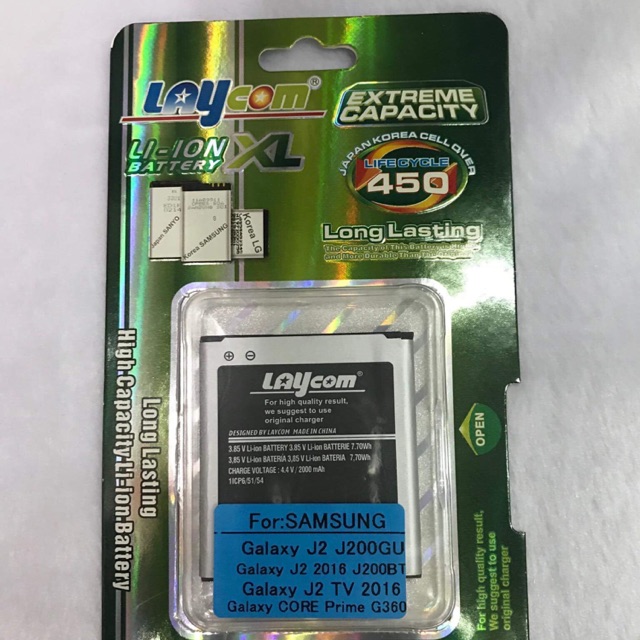 LAYcom®
EXTREME
CAPACITY
LI-ION XL
BATTERY
JAPAN KOREA CELL OVER
LIFE CYCLE
450
Japan SANYO
Korea SAMSUNG
Korea LG
Long Lasting
The Capacity of This Battery
and More Durable Than
Long Lasting
High Capacity Li-Ion Battery
LAYcom
For high quality result,
we suggest to use
original charger
DESIGNED BY LAYCOM MADE IN CHINA
3.85 V Li-ion BATTERY 3.85 V Li-ion BATTERIE 7.70Wh
3.85 V Li-ion BATERÍA 3,85 V Li-ion BATERIA 7,70Wh
CHARGE VOLTAGE : 4.4 V / 2000 mAh
1ICP6/51/54
For:SAMSUNG
Galaxy J2 J200GU
Galaxy J2 2016 J200BT
Galaxy J2 TV 2016
Galaxy CORE Prime G360
OPEN
For high quality result,
We Suggest to use
original charger